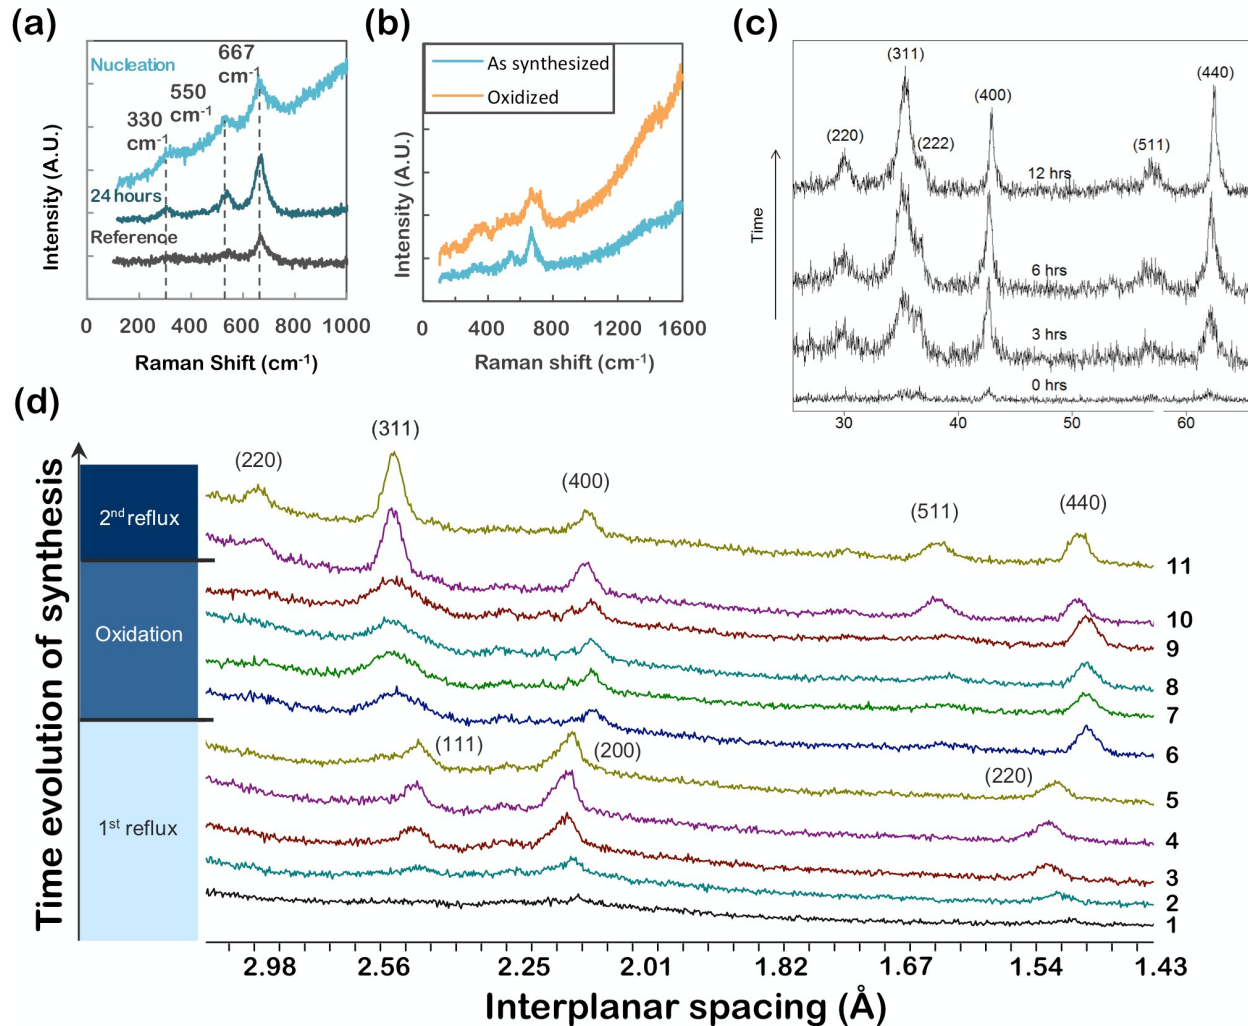 (a)
(b)
(c)
Nucleation
667
cm⁻¹
550
cm⁻¹
330
cm⁻¹
24 hours
Reference
Intensity (A.U.)
0 200 400 600 800 1000
Raman Shift (cm⁻¹)
As synthesized
Oxidized
Intensity (A.U.)
0 400 800 1200 1600
Raman shift (cm⁻¹)
(311)
(440)
(400)
(220)
(222)
(511)
12 hrs
6 hrs
3 hrs
0 hrs
Time
30 40 50 60
(d)
Time evolution of synthesis
2nd reflux
Oxidation
1st reflux
(220)
(311)
(400)
(511)
(440)
11
10
9
8
7
6
(111)
(200)
(220)
5
4
3
2
1
2.98 2.56 2.25 2.01 1.82 1.67 1.54 1.43
Interplanar spacing (Å)